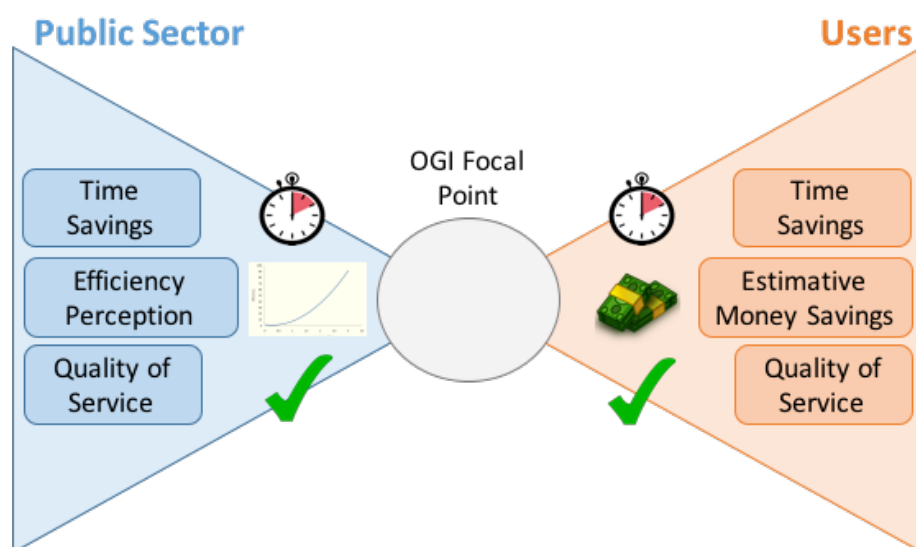 Public Sector
Users
OGI Focal
Point
Time
Savings
Efficiency
Perception
Quality of
Service
Time
Savings
Estimative
Money Savings
Quality of
Service